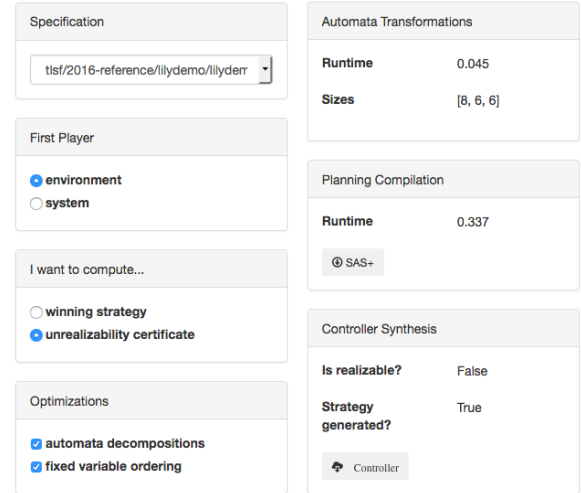 Specification
tlsf/2016-reference/lilydemo/lilydem
First Player
environment
system
I want to compute...
winning strategy
unrealizability certificate
Optimizations
automata decompositions
fixed variable ordering
Automata Transformations
Runtime 0.045
Sizes [8, 6, 6]
Planning Compilation
Runtime 0.337
SAS+
Controller Synthesis
Is realizable? False
Strategy True
generated?
Controller